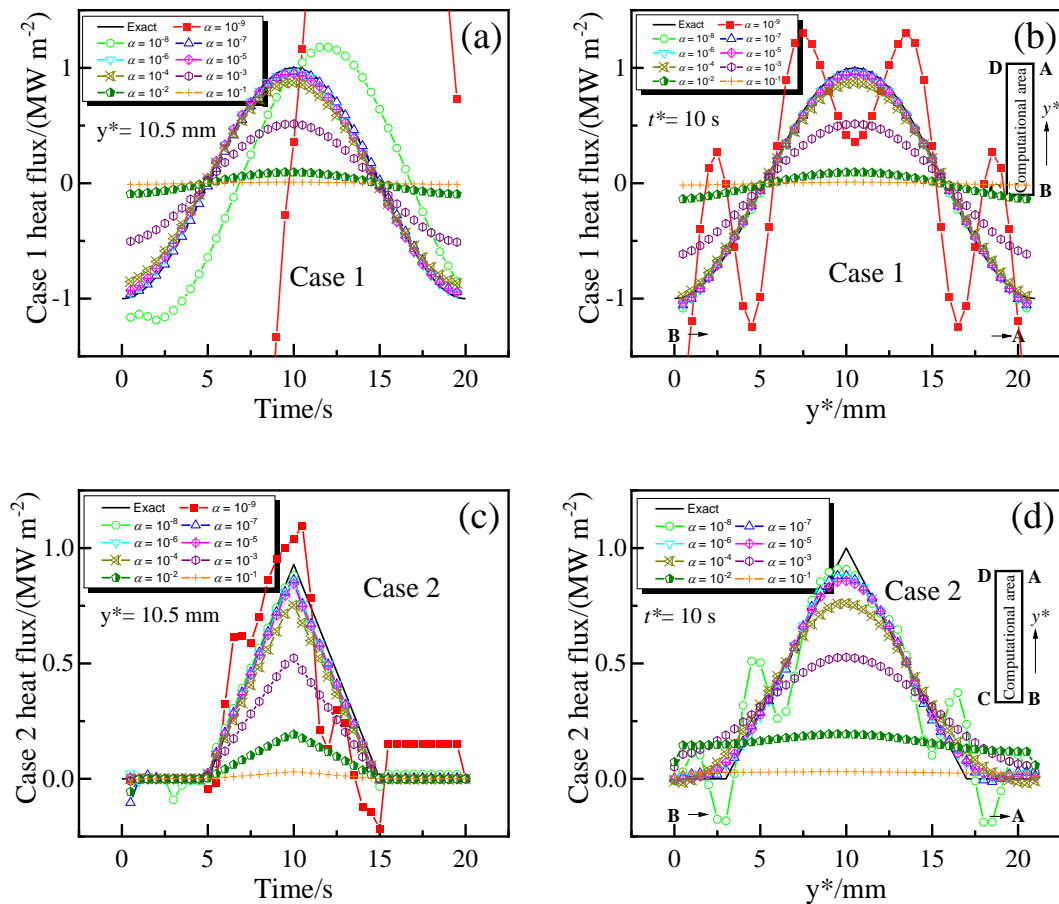 (a)
Exact α = 10⁻⁹
α = 10⁻⁸ α = 10⁻⁷
α = 10⁻⁶ α = 10⁻⁵
α = 10⁻⁴ α = 10⁻³
α = 10⁻² α = 10⁻¹
y*= 10.5 mm
Case 1
Case 1 heat flux/(MW m⁻²)
1
0
-1
0 5 10 15 20
Time/s
(b)
Exact α = 10⁻⁹
α = 10⁻⁸ α = 10⁻⁷
α = 10⁻⁶ α = 10⁻⁵
α = 10⁻⁴ α = 10⁻³
α = 10⁻² α = 10⁻¹
t*= 10 s
D A
Computational area
y*
B
Case 1
B
A
Case 1 heat flux/(MW m⁻²)
1
0
-1
0 5 10 15 20
y*/mm
(c)
Exact α = 10⁻⁹
α = 10⁻⁸ α = 10⁻⁷
α = 10⁻⁶ α = 10⁻⁵
α = 10⁻⁴ α = 10⁻³
α = 10⁻² α = 10⁻¹
y*= 10.5 mm
Case 2
Case 2 heat flux/(MW m⁻²)
1.0
0.5
0.0
0 5 10 15 20
Time/s
(d)
Exact
α = 10⁻⁸ α = 10⁻⁷
α = 10⁻⁶ α = 10⁻⁵
α = 10⁻⁴ α = 10⁻³
α = 10⁻² α = 10⁻¹
t*= 10 s
Case 2
D A
Computational area
y*
C B
B
A
Case 2 heat flux/(MW m⁻²)
1.0
0.5
0.0
0 5 10 15 20
y*/mm